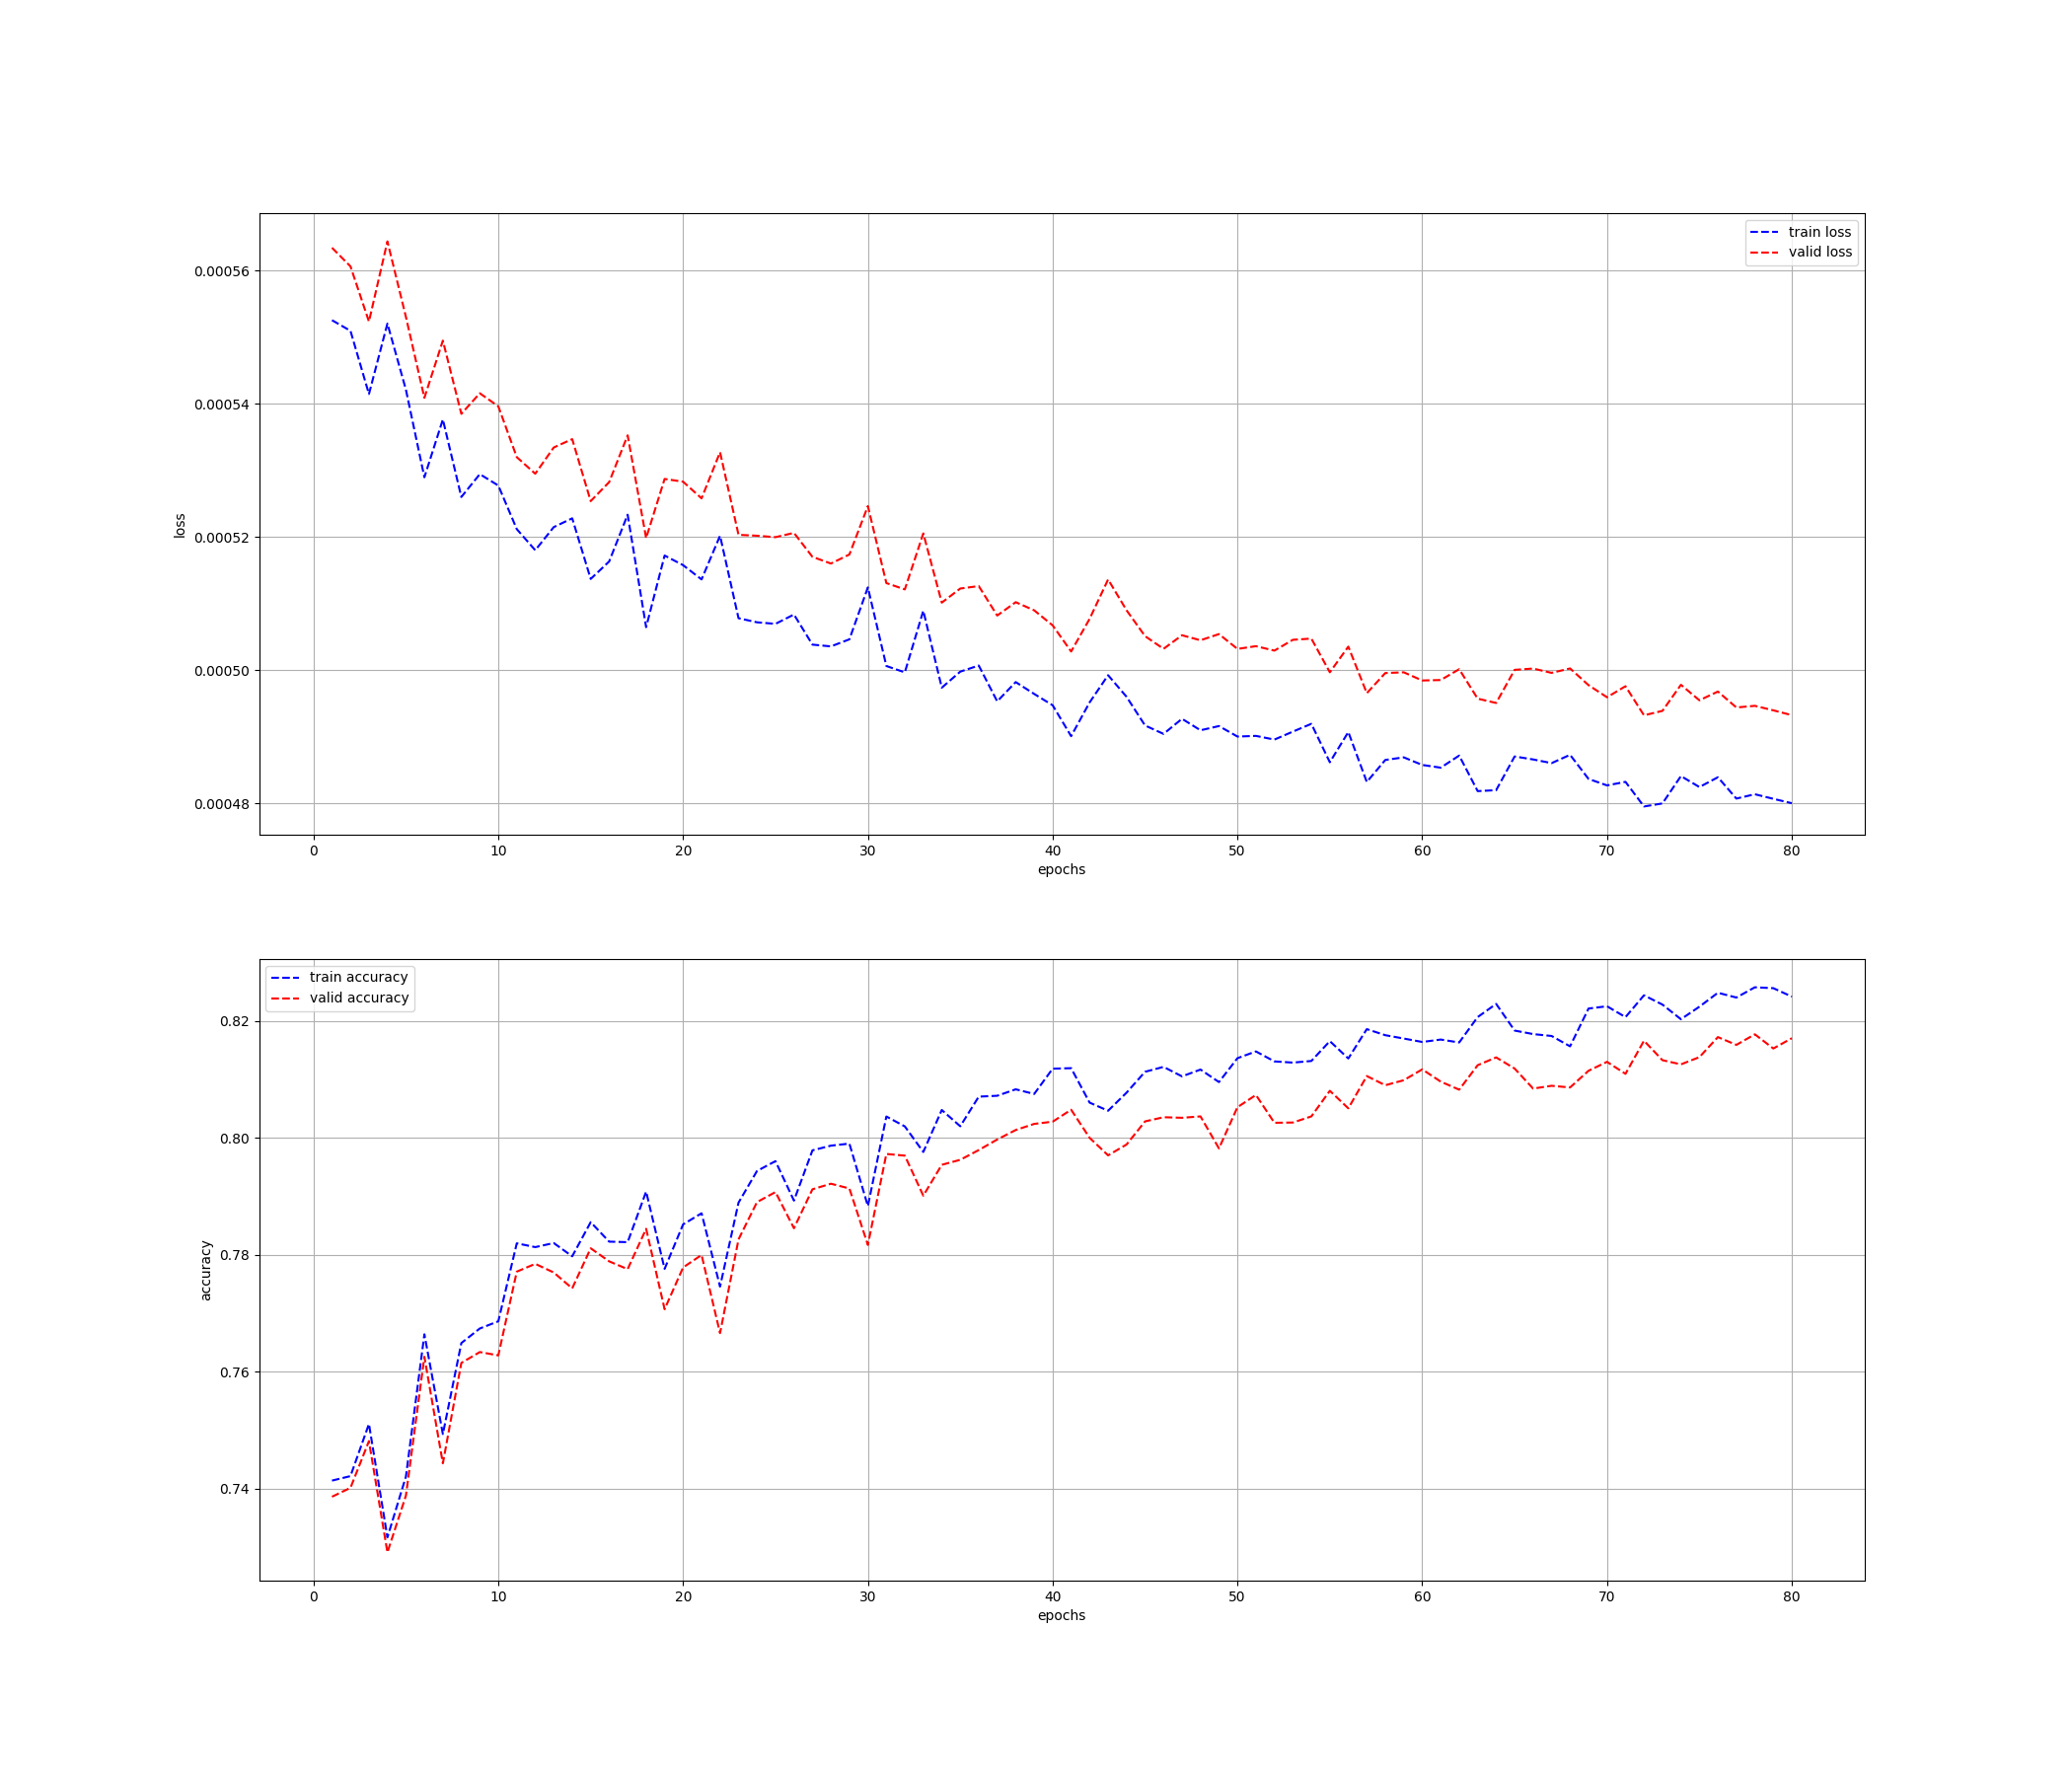 train loss
valid loss
0.00056
0.00054
0.00052
0.00050
0.00048
loss
0 10 20 30 40 50 60 70 80
epochs
train accuracy
valid accuracy
0.82
0.80
0.78
0.76
0.74
accuracy
0 10 20 30 40 50 60 70 80
epochs